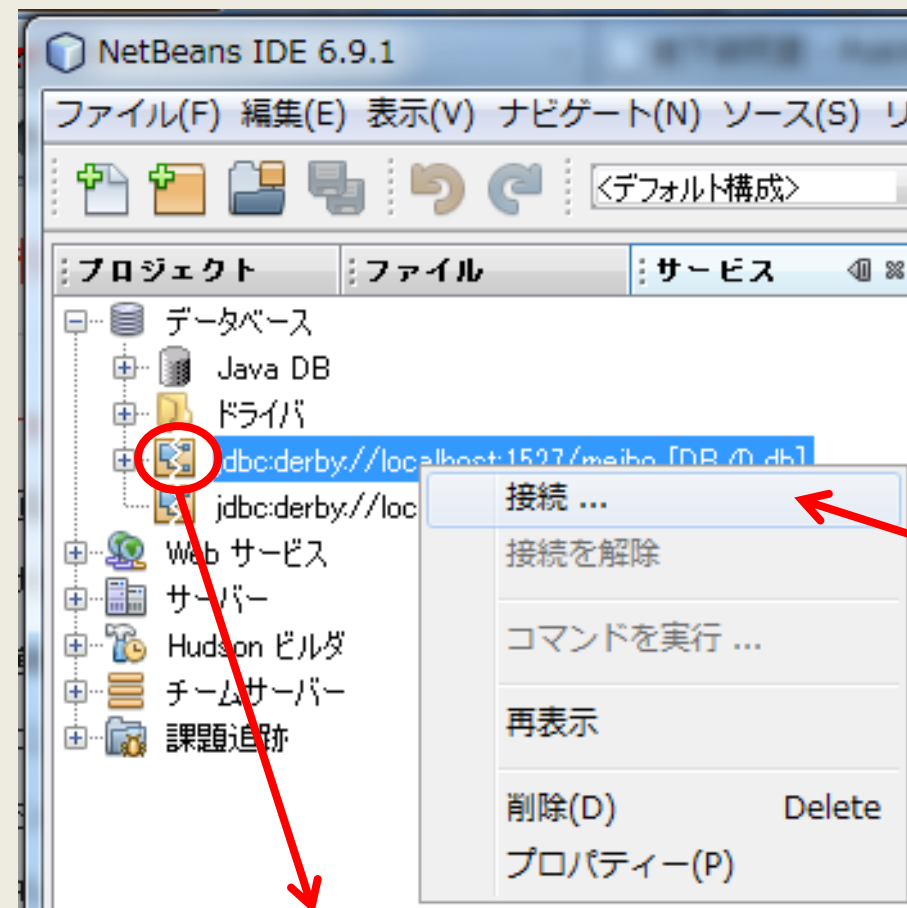 NetBeans IDE 6.9.1
ファイル(F) 編集(E) 表示(V) ナビゲート(N) ソース(S) リ
<デフォルト構成>
プロジェクト ファイル サービス
データベース
Java DB
ドライバ
jdbc:derby://localhost:1527/meibo [DB の db]
jdbc:derby://loc
Web サービス
サーバー
Hudson ビルダ
チームサーバー
課題追跡
接続 ...
接続を解除
コマンドを実行 ...
再表示
削除(D) Delete
プロパティー(P)